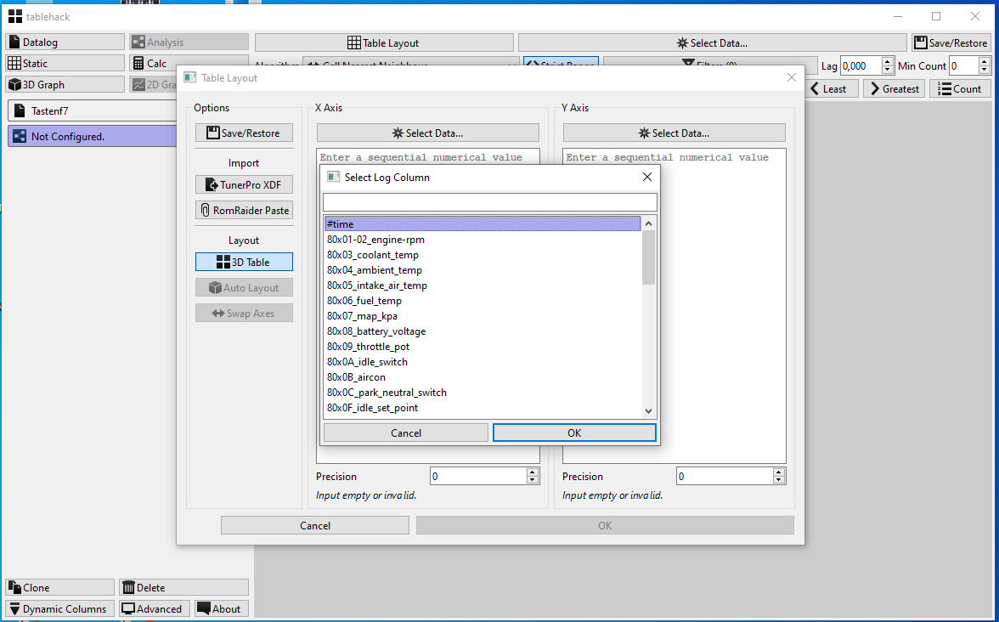 tablehack
Datalog
Analysis
Table Layout
Select Data...
Save/Restore
Static
Calc
Algorithm
Cell Nearest Neighbour
Strict Range
Filters (0)
Lag
0,000
Min Count
0
3D Graph
2D Gra
Least
Greatest
Count
Tastenf7
Not Configured.
Table Layout
Options
Save/Restore
Import
TunerPro XDF
RomRaider Paste
Layout
3D Table
Auto Layout
Swap Axes
X Axis
Select Data...
Enter a sequential numerical value
Y Axis
Select Data...
Enter a sequential numerical value
Select Log Column
#time
80x01-02_engine-rpm
80x03_coolant_temp
80x04_ambient_temp
80x05_intake_air_temp
80x06_fuel_temp
80x07_map_kpa
80x08_battery_voltage
80x09_throttle_pot
80x0A_idle_switch
80x0B_aircon
80x0C_park_neutral_switch
80x0F_idle_set_point
Cancel
OK
Precision
0
Input empty or invalid.
Precision
0
Input empty or invalid.
Cancel
OK
Clone
Delete
Dynamic Columns
Advanced
About